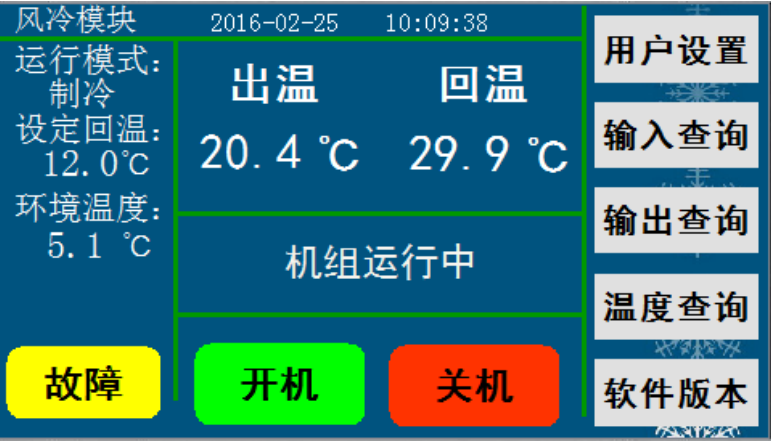 风冷模块 2016-02-25 10:09:38
运行模式:
制冷
设定回温:
12.0℃
环境温度:
5.1 ℃
出温 回温
20.4 ℃ 29.9 ℃
机组运行中
故障 开机 关机
用户设置
输入查询
输出查询
温度查询
软件版本